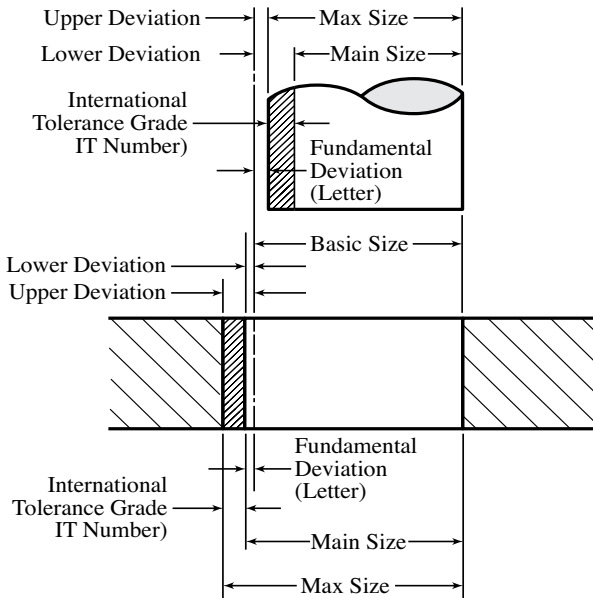 Upper Deviation
Max Size
Lower Deviation
Main Size
International
Tolerance Grade
IT Number)
Fundamental
Deviation
(Letter)
Basic Size
Lower Deviation
Upper Deviation
Fundamental
Deviation
(Letter)
International
Tolerance Grade
IT Number)
Main Size
Max Size